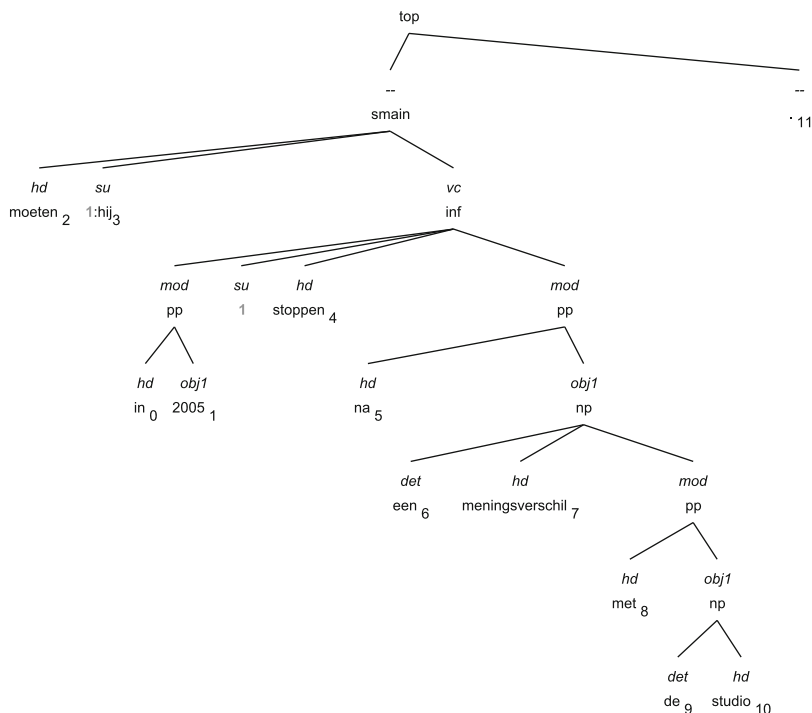 top
-- --
smain . 11
hd su vc
moeten 2 1:hij 3 inf
mod su hd mod
pp 1 stoppen 4 pp
hd obj1 hd obj1
in 0 2005 1 na 5 np
det hd mod
een 6 meningsverschil 7 pp
hd obj1
met 8 np
det hd
de 9 studio 10